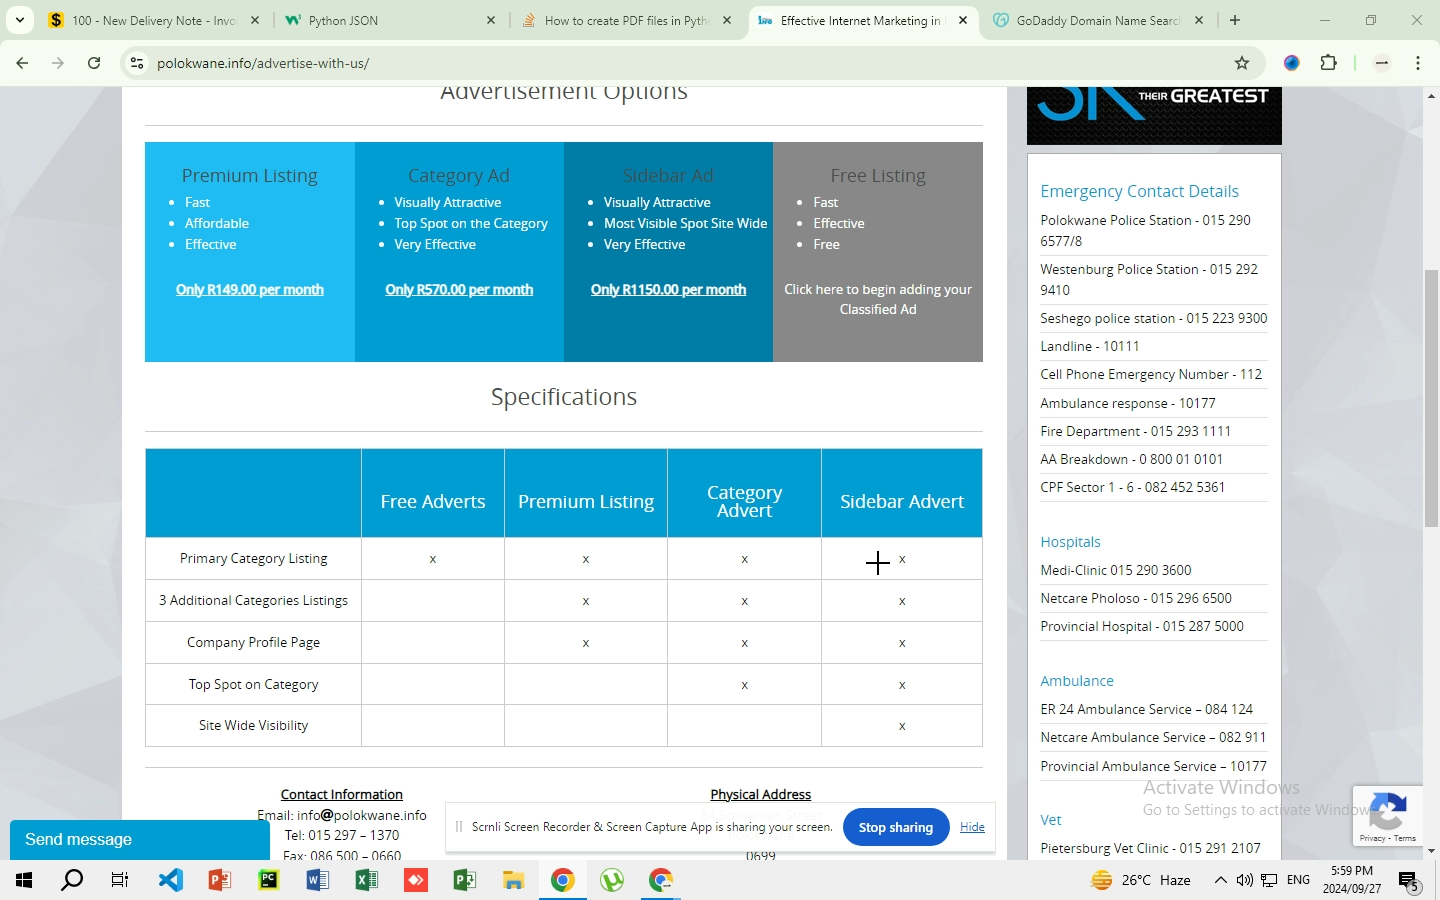 100 - New Delivery Note - Invo
Python JSON
How to create PDF files in Pyth
Effective Internet Marketing in
GoDaddy Domain Name Search
polokwane.info/advertise-with-us/
Advertisement Options
Premium Listing
Fast
Affordable
Effective
Only R149.00 per month
Category Ad
Visually Attractive
Top Spot on the Category
Very Effective
Only R570.00 per month
Sidebar Ad
Visually Attractive
Most Visible Spot Site Wide
Very Effective
Only R1150.00 per month
Free Listing
Fast
Effective
Free
Click here to begin adding your
Classified Ad
Specifications
Free Adverts Premium Listing Category Advert Sidebar Advert
Primary Category Listing x x x x
3 Additional Categories Listings x x x
Company Profile Page x x x
Top Spot on Category x x
Site Wide Visibility x
Contact Information
Email: info@polokwane.info
Tel: 015 297 – 1370
Fax: 086 500 – 0660
Physical Address
0699
THEIR GREATEST
Emergency Contact Details
Polokwane Police Station - 015 290
6577/8
Westenburg Police Station - 015 292
9410
Seshego police station - 015 223 9300
Landline - 10111
Cell Phone Emergency Number - 112
Ambulance response - 10177
Fire Department - 015 293 1111
AA Breakdown - 0 800 01 0101
CPF Sector 1 - 6 - 082 452 5361
Hospitals
Medi-Clinic 015 290 3600
Netcare Pholoso - 015 296 6500
Provincial Hospital - 015 287 5000
Ambulance
ER 24 Ambulance Service – 084 124
Netcare Ambulance Service – 082 911
Provincial Ambulance Service – 10177
Vet
Pietersburg Vet Clinic - 015 291 2107
Activate Windows
Go to Settings to activate Windows
Privacy - Terms
Send message
Scrnli Screen Recorder & Screen Capture App is sharing your screen.
Stop sharing
Hide
26°C Haze
ENG
5:59 PM
2024/09/27
5